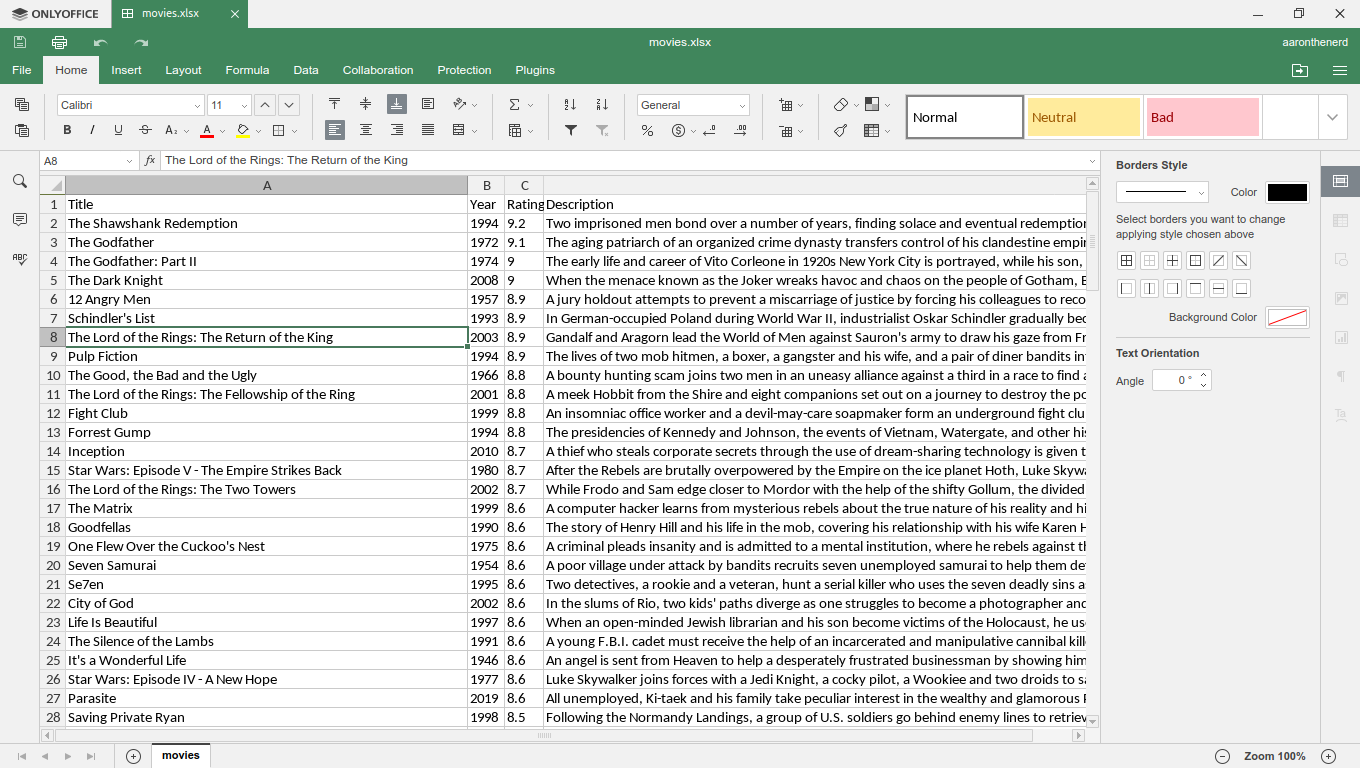 ONLYOFFICE movies.xlsx
movies.xlsx aaronthenerd
File Home Insert Layout Formula Data Collaboration Protection Plugins
Calibri 11 General
Normal Neutral Bad
A8 fx The Lord of the Rings: The Return of the King
A B C
1 Title Year Rating Description
2 The Shawshank Redemption 1994 9.2 Two imprisoned men bond over a number of years, finding solace and eventual redemption
3 The Godfather 1972 9.1 The aging patriarch of an organized crime dynasty transfers control of his clandestine empi
4 The Godfather: Part II 1974 9 The early life and career of Vito Corleone in 1920s New York City is portrayed, while his son,
5 The Dark Knight 2008 9 When the menace known as the Joker wreaks havoc and chaos on the people of Gotham, B
6 12 Angry Men 1957 8.9 A jury holdout attempts to prevent a miscarriage of justice by forcing his colleagues to reco
7 Schindler's List 1993 8.9 In German-occupied Poland during World War II, industrialist Oskar Schindler gradually bec
8 The Lord of the Rings: The Return of the King 2003 8.9 Gandalf and Aragorn lead the World of Men against Sauron's army to draw his gaze from Fr
9 Pulp Fiction 1994 8.9 The lives of two mob hitmen, a boxer, a gangster and his wife, and a pair of diner bandits in
10 The Good, the Bad and the Ugly 1966 8.8 A bounty hunting scam joins two men in an uneasy alliance against a third in a race to find a
11 The Lord of the Rings: The Fellowship of the Ring 2001 8.8 A meek Hobbit from the Shire and eight companions set out on a journey to destroy the po
12 Fight Club 1999 8.8 An insomniac office worker and a devil-may-care soapmaker form an underground fight clu
13 Forrest Gump 1994 8.8 The presidencies of Kennedy and Johnson, the events of Vietnam, Watergate, and other his
14 Inception 2010 8.7 A thief who steals corporate secrets through the use of dream-sharing technology is given t
15 Star Wars: Episode V - The Empire Strikes Back 1980 8.7 After the Rebels are brutally overpowered by the Empire on the ice planet Hoth, Luke Skywa
16 The Lord of the Rings: The Two Towers 2002 8.7 While Frodo and Sam edge closer to Mordor with the help of the shifty Gollum, the divided
17 The Matrix 1999 8.6 A computer hacker learns from mysterious rebels about the true nature of his reality and hi
18 Goodfellas 1990 8.6 The story of Henry Hill and his life in the mob, covering his relationship with his wife Karen H
19 One Flew Over the Cuckoo's Nest 1975 8.6 A criminal pleads insanity and is admitted to a mental institution, where he rebels against th
20 Seven Samurai 1954 8.6 A poor village under attack by bandits recruits seven unemployed samurai to help them de
21 Se7en 1995 8.6 Two detectives, a rookie and a veteran, hunt a serial killer who uses the seven deadly sins a
22 City of God 2002 8.6 In the slums of Rio, two kids' paths diverge as one struggles to become a photographer and
23 Life Is Beautiful 1997 8.6 When an open-minded Jewish librarian and his son become victims of the Holocaust, he us
24 The Silence of the Lambs 1991 8.6 A young F.B.I. cadet must receive the help of an incarcerated and manipulative cannibal kill
25 It's a Wonderful Life 1946 8.6 An angel is sent from Heaven to help a desperately frustrated businessman by showing him
26 Star Wars: Episode IV - A New Hope 1977 8.6 Luke Skywalker joins forces with a Jedi Knight, a cocky pilot, a Wookiee and two droids to s
27 Parasite 2019 8.6 All unemployed, Ki-taek and his family take peculiar interest in the wealthy and glamorous P
28 Saving Private Ryan 1998 8.5 Following the Normandy Landings, a group of U.S. soldiers go behind enemy lines to retriev
Borders Style
Color
Select borders you want to change
applying style chosen above
Background Color
Text Orientation
Angle 0 °
movies Zoom 100%